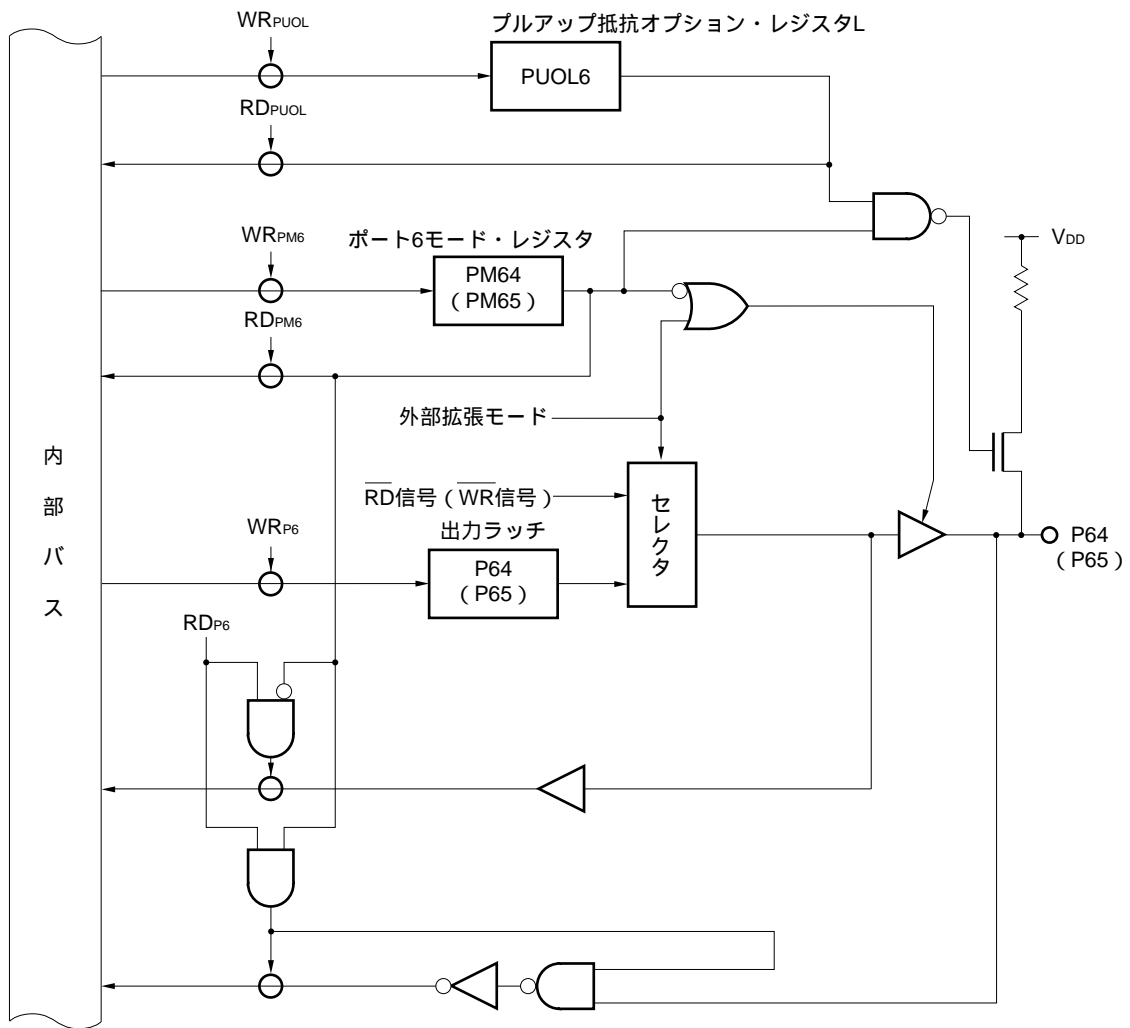 WRPUOL
プルアップ抵抗オプション・レジスタL
PUOL6
RDPUOL
WRPM6
ポート6モード・レジスタ
PM64
(PM65)
RDPM6
VDD
外部拡張モード
RD信号(WR信号)
セレクタ
内部バス
WRP6
出力ラッチ
P64
(P65)
P64
(P65)
RDP6